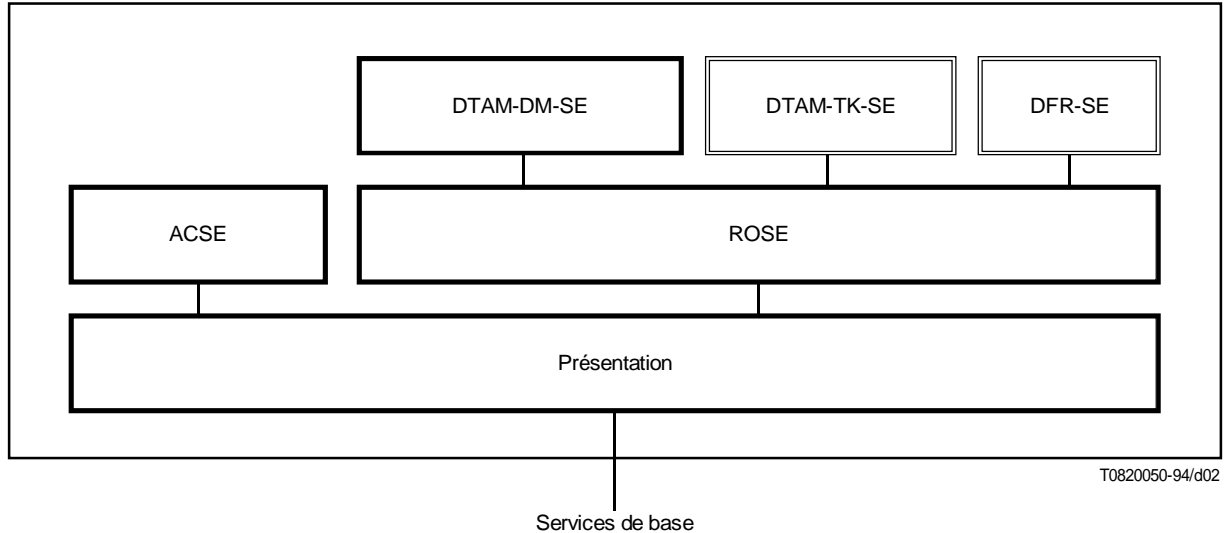 DTAM-DM-SE
DTAM-TK-SE
DFR-SE
ACSE
ROSE
Présentation
T0820050-94/d02
Services de base